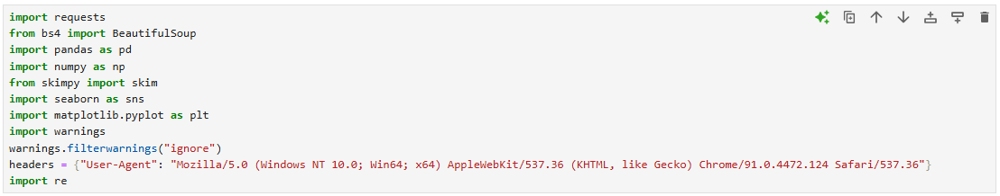 import requests
from bs4 import BeautifulSoup
import pandas as pd
import numpy as np
from skimpy import skim
import seaborn as sns
import matplotlib.pyplot as plt
import warnings
warnings.filterwarnings("ignore")
headers = {"User-Agent": "Mozilla/5.0 (Windows NT 10.0; Win64; x64) AppleWebKit/537.36 (KHTML, like Gecko) Chrome/91.0.4472.124 Safari/537.36"}
import re